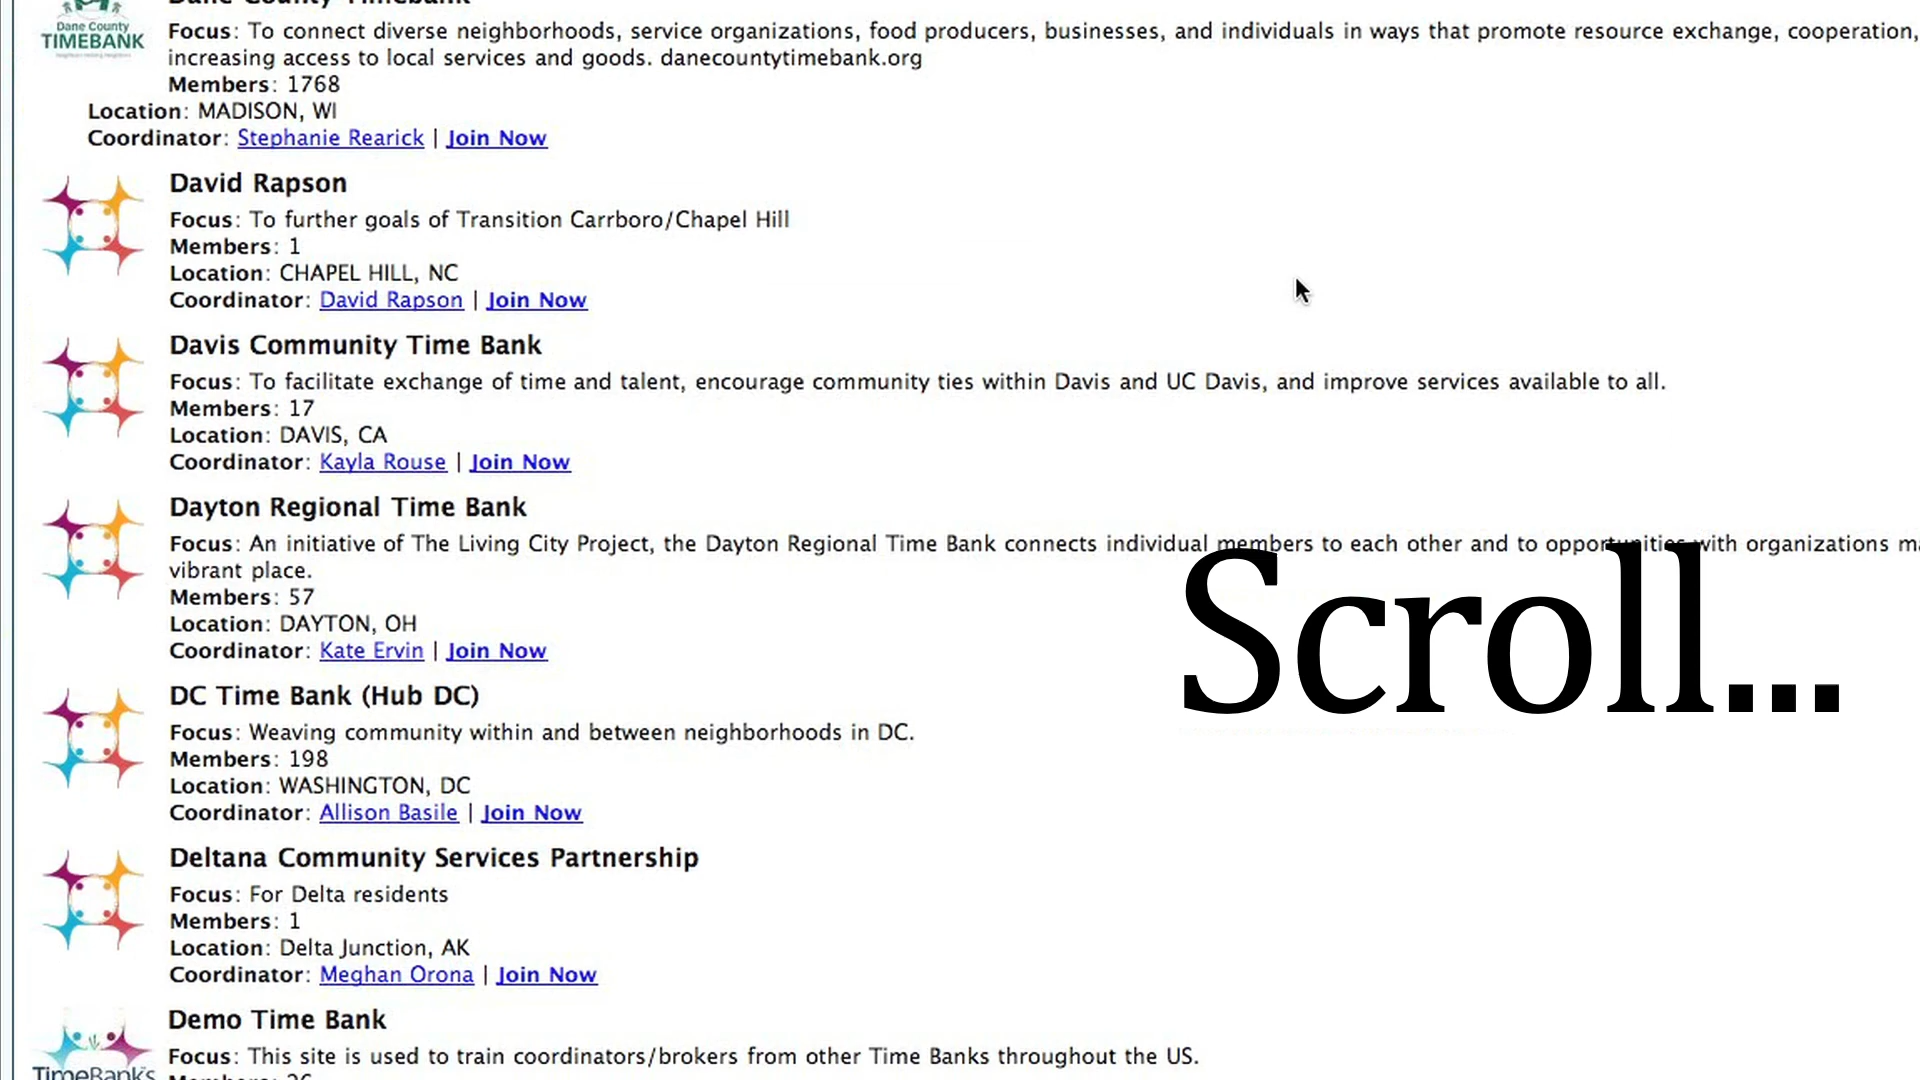 Dane County Timebank
Dane County
TIMEBANK
Focus: To connect diverse neighborhoods, service organizations, food producers, businesses, and individuals in ways that promote resource exchange, cooperation,
increasing access to local services and goods. danecountytimebank.org
Members: 1768
Location: MADISON, WI
Coordinator: Stephanie Rearick | Join Now
David Rapson
Focus: To further goals of Transition Carrboro/Chapel Hill
Members: 1
Location: CHAPEL HILL, NC
Coordinator: David Rapson | Join Now
Davis Community Time Bank
Focus: To facilitate exchange of time and talent, encourage community ties within Davis and UC Davis, and improve services available to all.
Members: 17
Location: DAVIS, CA
Coordinator: Kayla Rouse | Join Now
Dayton Regional Time Bank
Focus: An initiative of The Living City Project, the Dayton Regional Time Bank connects individual members to each other and to opportunities with organizations
vibrant place.
Members: 57
Location: DAYTON, OH
Coordinator: Kate Ervin | Join Now
Scroll...
DC Time Bank (Hub DC)
Focus: Weaving community within and between neighborhoods in DC.
Members: 198
Location: WASHINGTON, DC
Coordinator: Allison Basile | Join Now
Deltana Community Services Partnership
Focus: For Delta residents
Members: 1
Location: Delta Junction, AK
Coordinator: Meghan Orona | Join Now
Demo Time Bank
Focus: This site is used to train coordinators/brokers from other Time Banks throughout the US.
TimeBanks
Members: 26